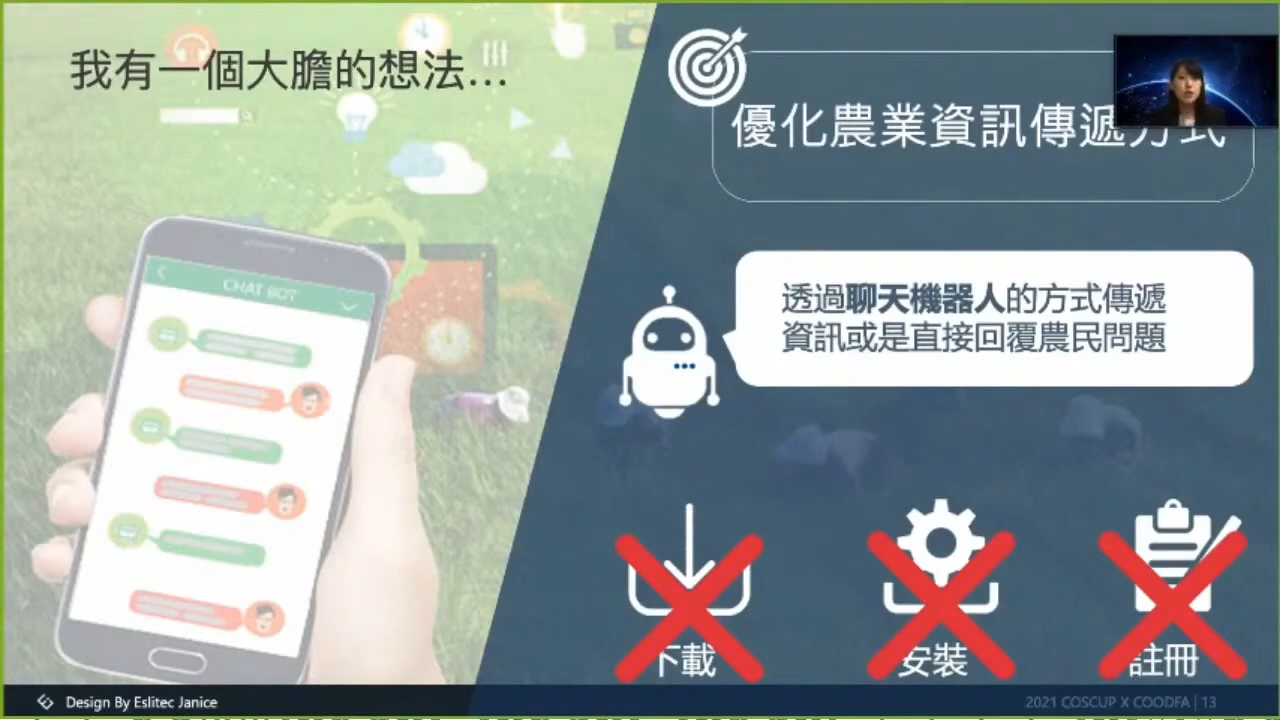 我有一個大膽的想法...
優化農業資訊傳遞方式
CHAT BOT
透過聊天機器人的方式傳遞
資訊或是直接回覆農民問題
下載
安裝
註冊
Design By Eslitec Janice
2021 COSCUP X COODFA | 13